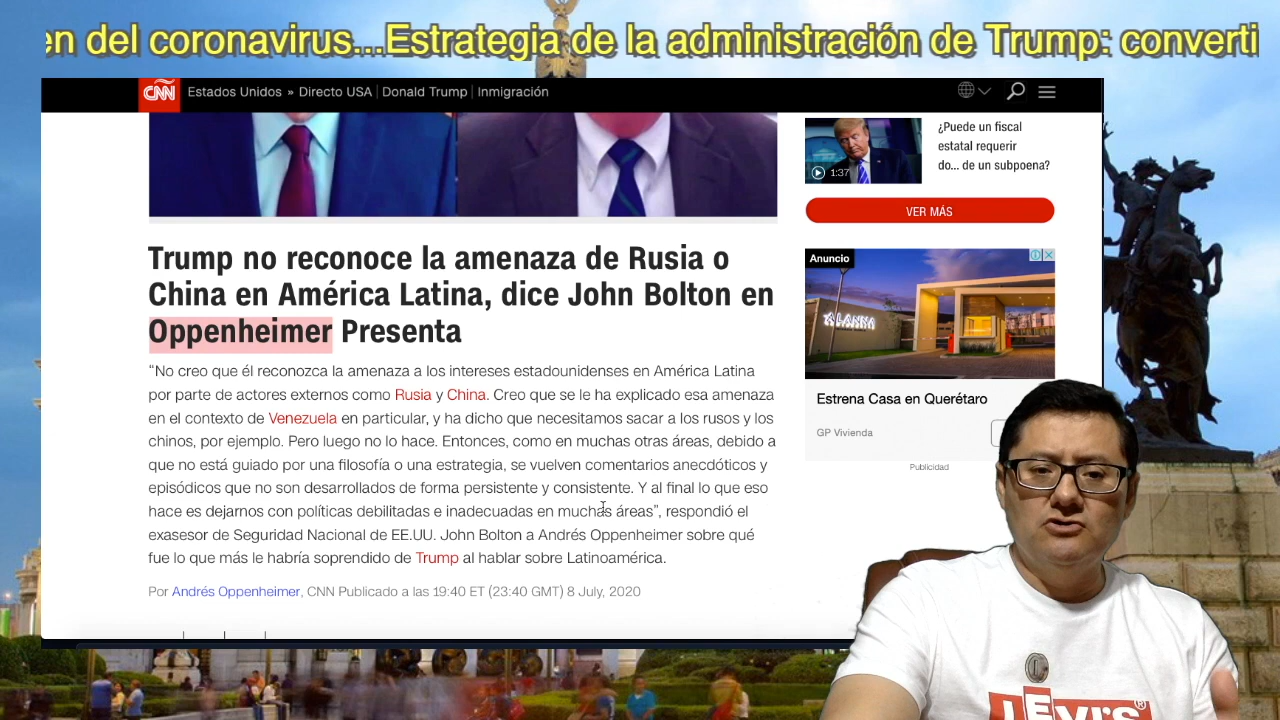 en del coronavirus...Estrategia de la administración de Trump: converti
CNÑ Estados Unidos » Directo USA | Donald Trump | Inmigración
¿Puede un fiscal
estatal requerir
do... de un subpoena?
1:37
VER MÁS
Trump no reconoce la amenaza de Rusia o
China en América Latina, dice John Bolton en
Oppenheimer Presenta
“No creo que él reconozca la amenaza a los intereses estadounidenses en América Latina
por parte de actores externos como Rusia y China. Creo que se le ha explicado esa amenaza
en el contexto de Venezuela en particular, y ha dicho que necesitamos sacar a los rusos y los
chinos, por ejemplo. Pero luego no lo hace. Entonces, como en muchas otras áreas, debido a
que no está guiado por una filosofía o una estrategia, se vuelven comentarios anecdóticos y
episódicos que no son desarrollados de forma persistente y consistente. Y al final lo que eso
hace es dejarnos con políticas debilitadas e inadecuadas en muchas áreas”, respondió el
exasesor de Seguridad Nacional de EE.UU. John Bolton a Andrés Oppenheimer sobre qué
fue lo que más le habría soprendido de Trump al hablar sobre Latinoamérica.
Por Andrés Oppenheimer, CNN Publicado a las 19:40 ET (23:40 GMT) 8 July, 2020
Anuncio
ALANNA
Estrena Casa en Querétaro
GP Vivienda
Publicidad
LEVI'S®